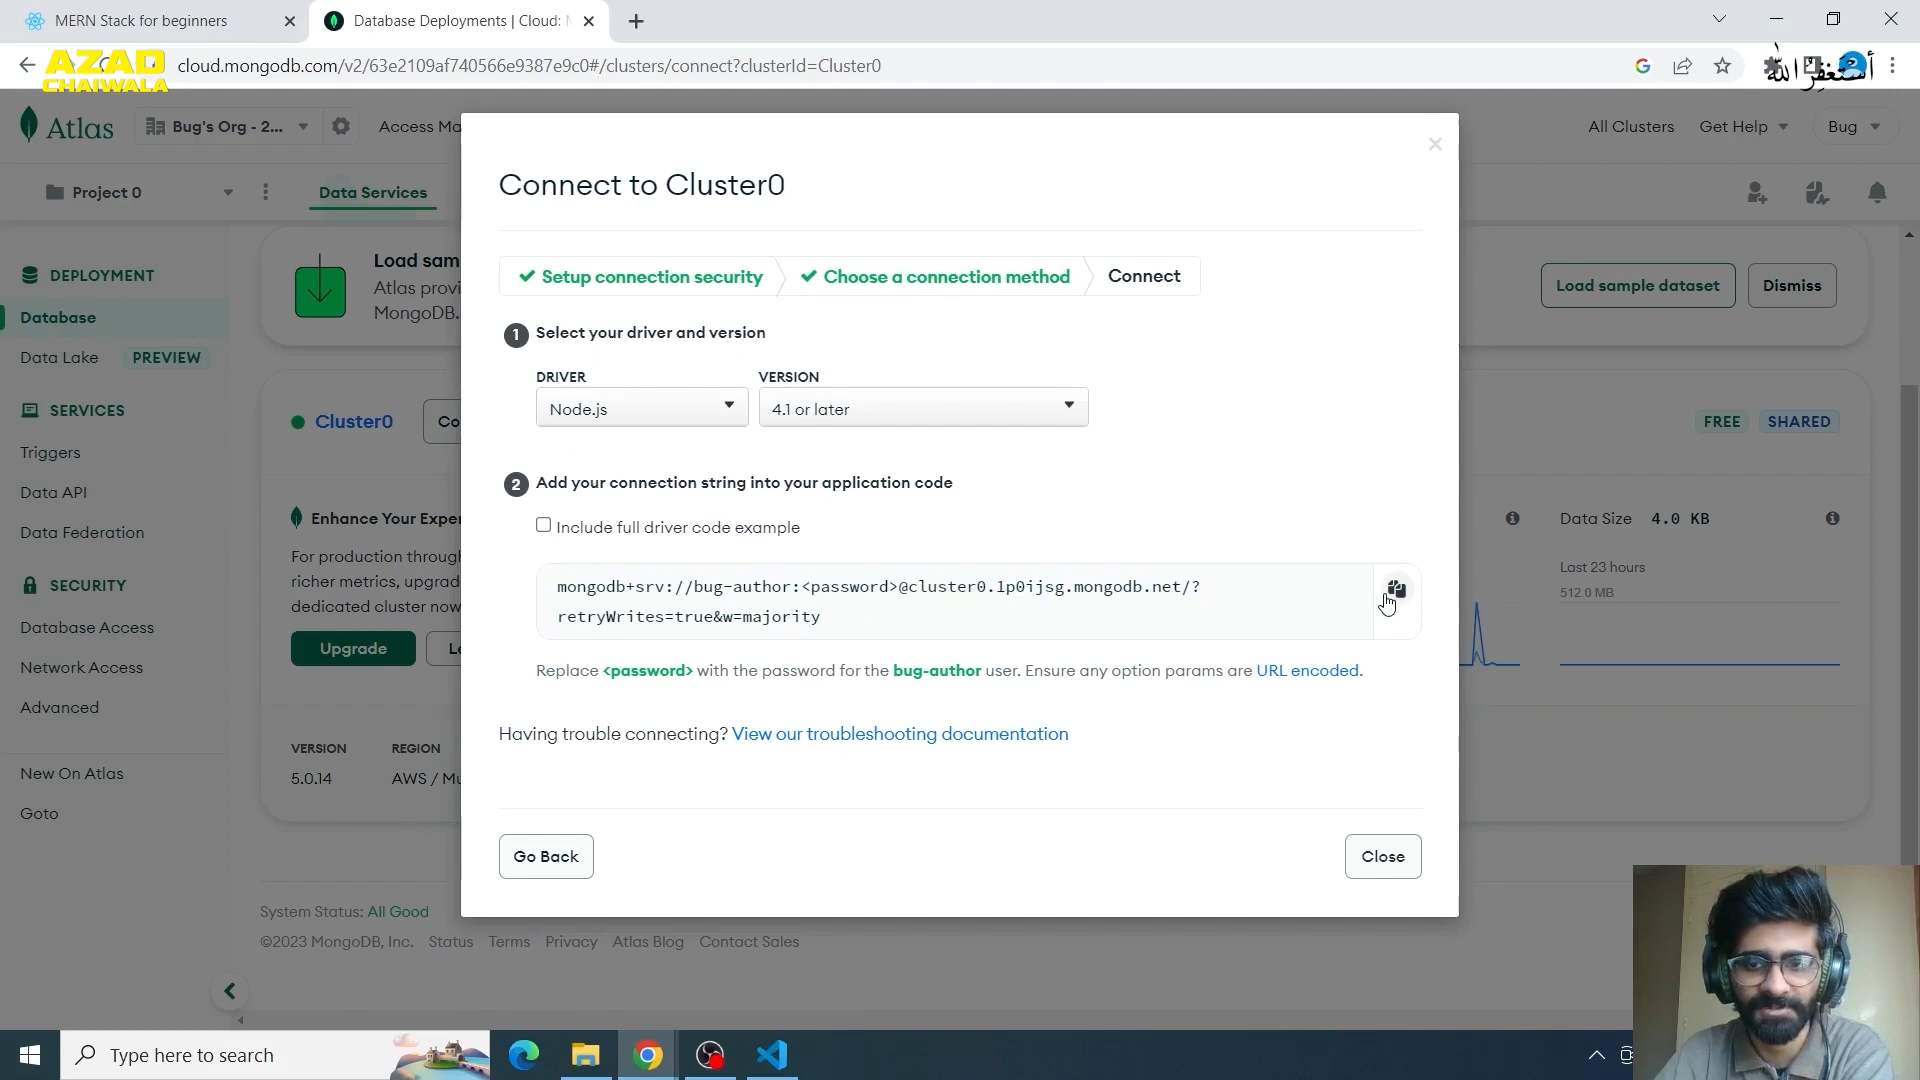 MERN Stack for beginners
Database Deployments | Cloud: M
AZAD
CHAIWALA
cloud.mongodb.com/v2/63e2109af740566e9387e9c0#/clusters/connect?clusterId=Cluster0
أستغفر الله
Atlas
Bug's Org - 2...
Access Ma
All Clusters
Get Help
Bug
Project 0
Data Services
DEPLOYMENT
Database
Data Lake
PREVIEW
SERVICES
Triggers
Data API
Data Federation
SECURITY
Database Access
Network Access
Advanced
New On Atlas
Goto
Load sam
Atlas provi
MongoDB.
Load sample dataset
Dismiss
Cluster0
Co
FREE
SHARED
Enhance Your Exper
For production through
richer metrics, upgrad
dedicated cluster now
Upgrade
Le
Data Size 4.0 KB
Last 23 hours
512.0 MB
VERSION
REGION
5.0.14
AWS / Mu
Connect to Cluster0
Setup connection security
Choose a connection method
Connect
1 Select your driver and version
DRIVER
VERSION
Node.js
4.1 or later
2 Add your connection string into your application code
Include full driver code example
mongodb+srv://bug-author:<password>@cluster0.1p0ijsg.mongodb.net/?
retryWrites=true&w=majority
Replace <password> with the password for the bug-author user. Ensure any option params are URL encoded.
Having trouble connecting? View our troubleshooting documentation
Go Back
Close
System Status: All Good
©2023 MongoDB, Inc. Status Terms Privacy Atlas Blog Contact Sales
Type here to search